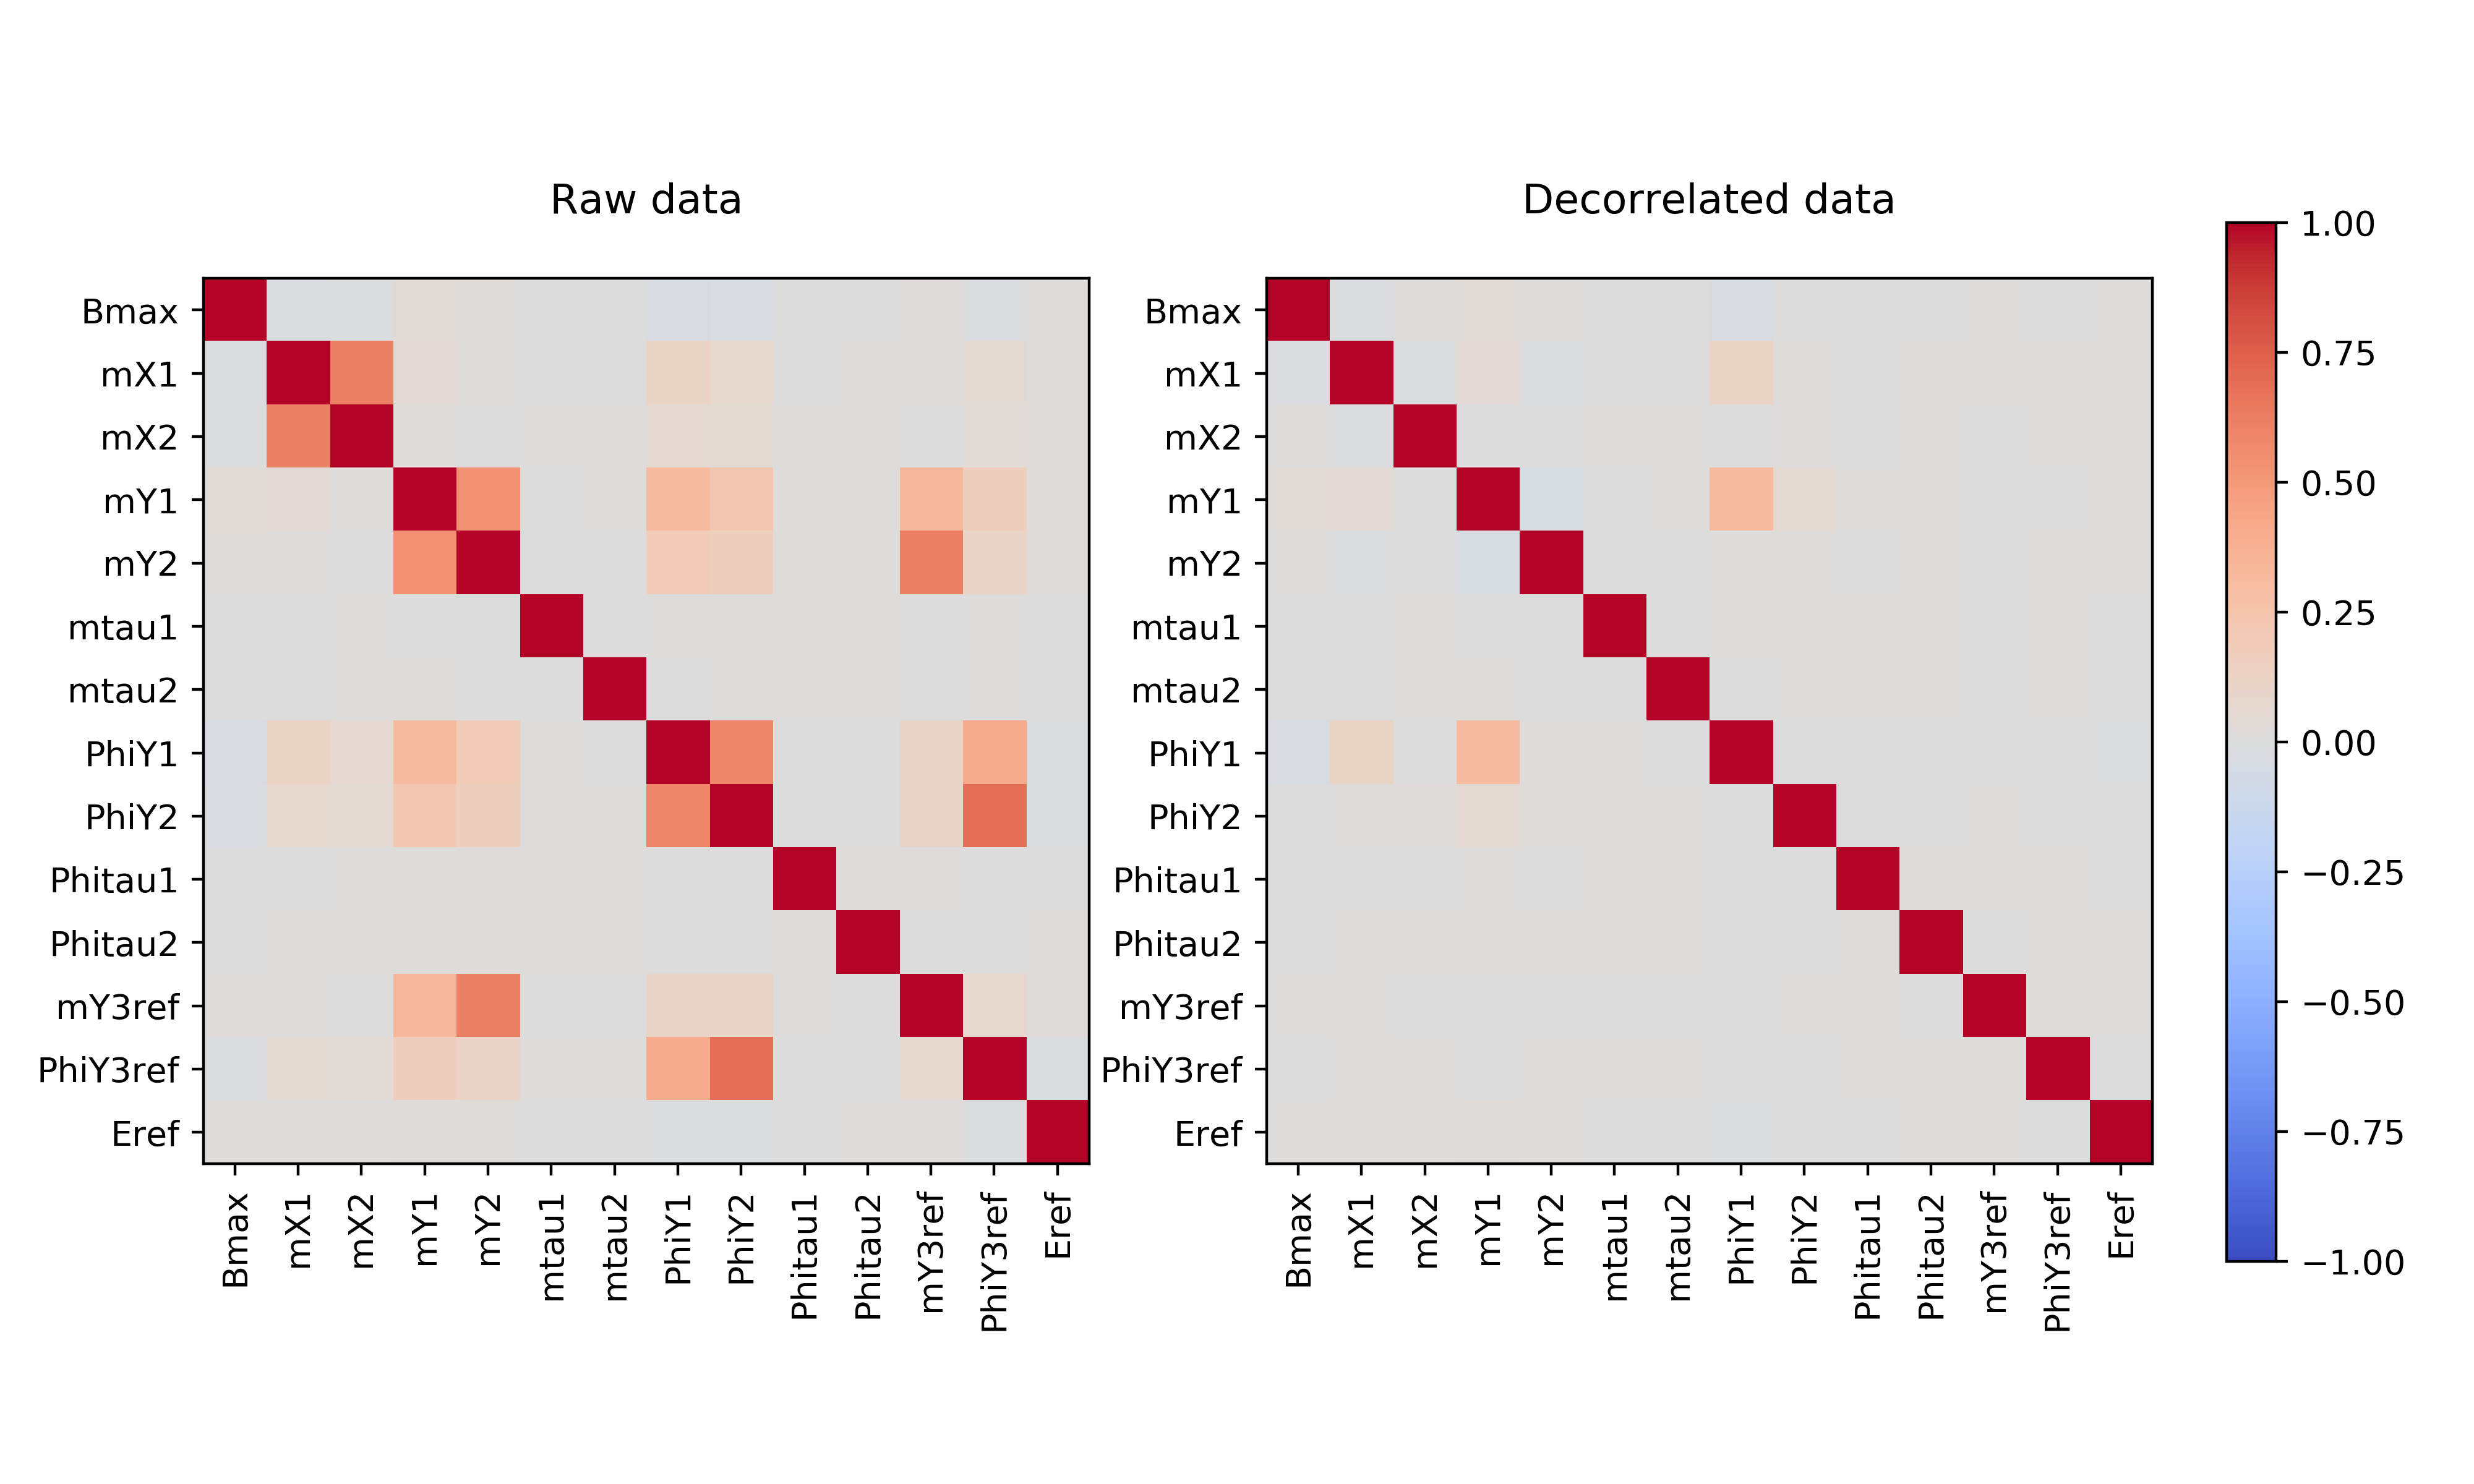 Raw data
Decorrelated data
Bmax
mX1
mX2
mY1
mY2
mtau1
mtau2
PhiY1
PhiY2
Phitau1
Phitau2
mY3ref
PhiY3ref
Eref
Bmax
mX1
mX2
mY1
mY2
mtau1
mtau2
PhiY1
PhiY2
Phitau1
Phitau2
mY3ref
PhiY3ref
Eref
Bmax
mX1
mX2
mY1
mY2
mtau1
mtau2
PhiY1
PhiY2
Phitau1
Phitau2
mY3ref
PhiY3ref
Eref
Bmax
mX1
mX2
mY1
mY2
mtau1
mtau2
PhiY1
PhiY2
Phitau1
Phitau2
mY3ref
PhiY3ref
Eref
1.00
0.75
0.50
0.25
0.00
−0.25
−0.50
−0.75
−1.00